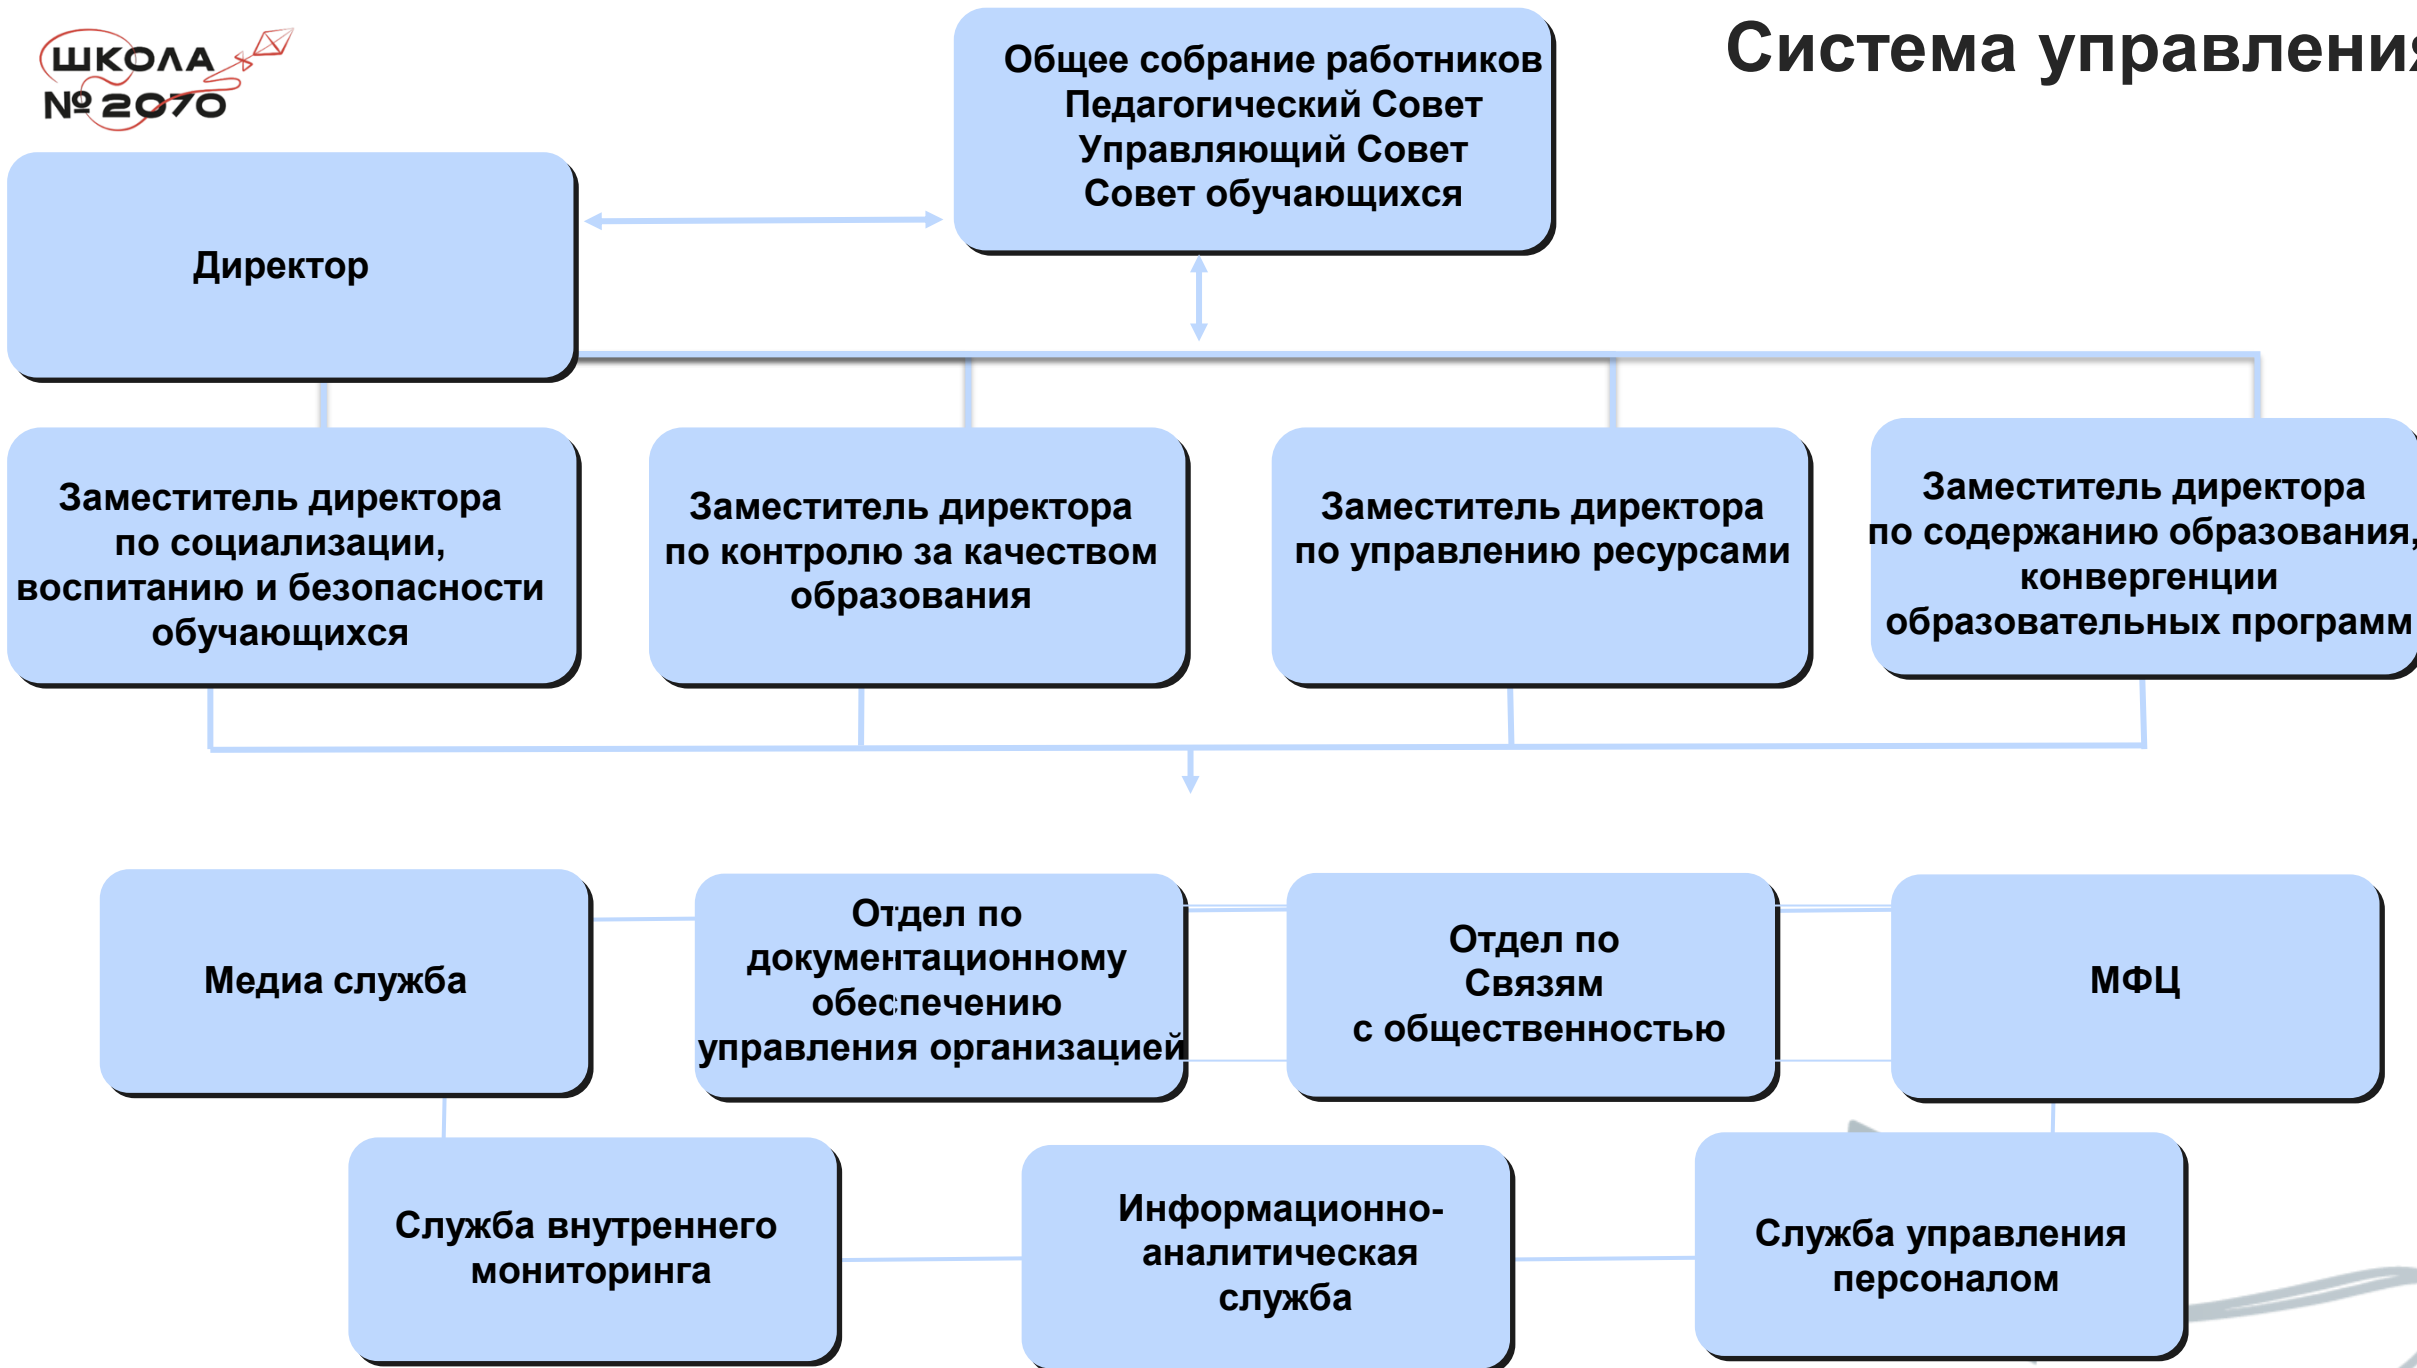 ШКОЛА
№ 2070
Система управления
Общее собрание работников
Педагогический Совет
Управляющий Совет
Совет обучающихся
Директор
Заместитель директора
по социализации,
воспитанию и безопасности
обучающихся
Заместитель директора
по контролю за качеством
образования
Заместитель директора
по управлению ресурсами
Заместитель директора
по содержанию образования,
конвергенции
образовательных программ
Медиа служба
Отдел по
документационному
обеспечению
управления организацией
Отдел по
Связям
с общественностью
МФЦ
Служба внутреннего
мониторинга
Информационно-
аналитическая
служба
Служба управления
персоналом